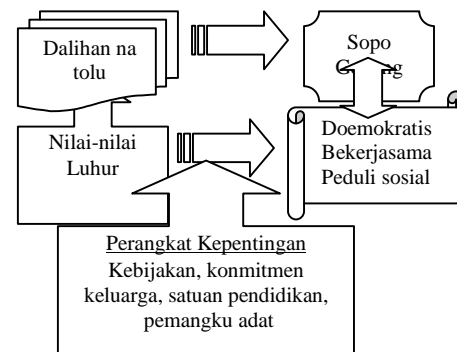 Dalihan na
tolu
Sopo
Nilai-nilai
Luhur
Doemokratis
Bekerjasama
Peduli sosial
Perangkat Kepentingan
Kebijakan, konmitmen
keluarga, satuan pendidikan,
pemangku adat